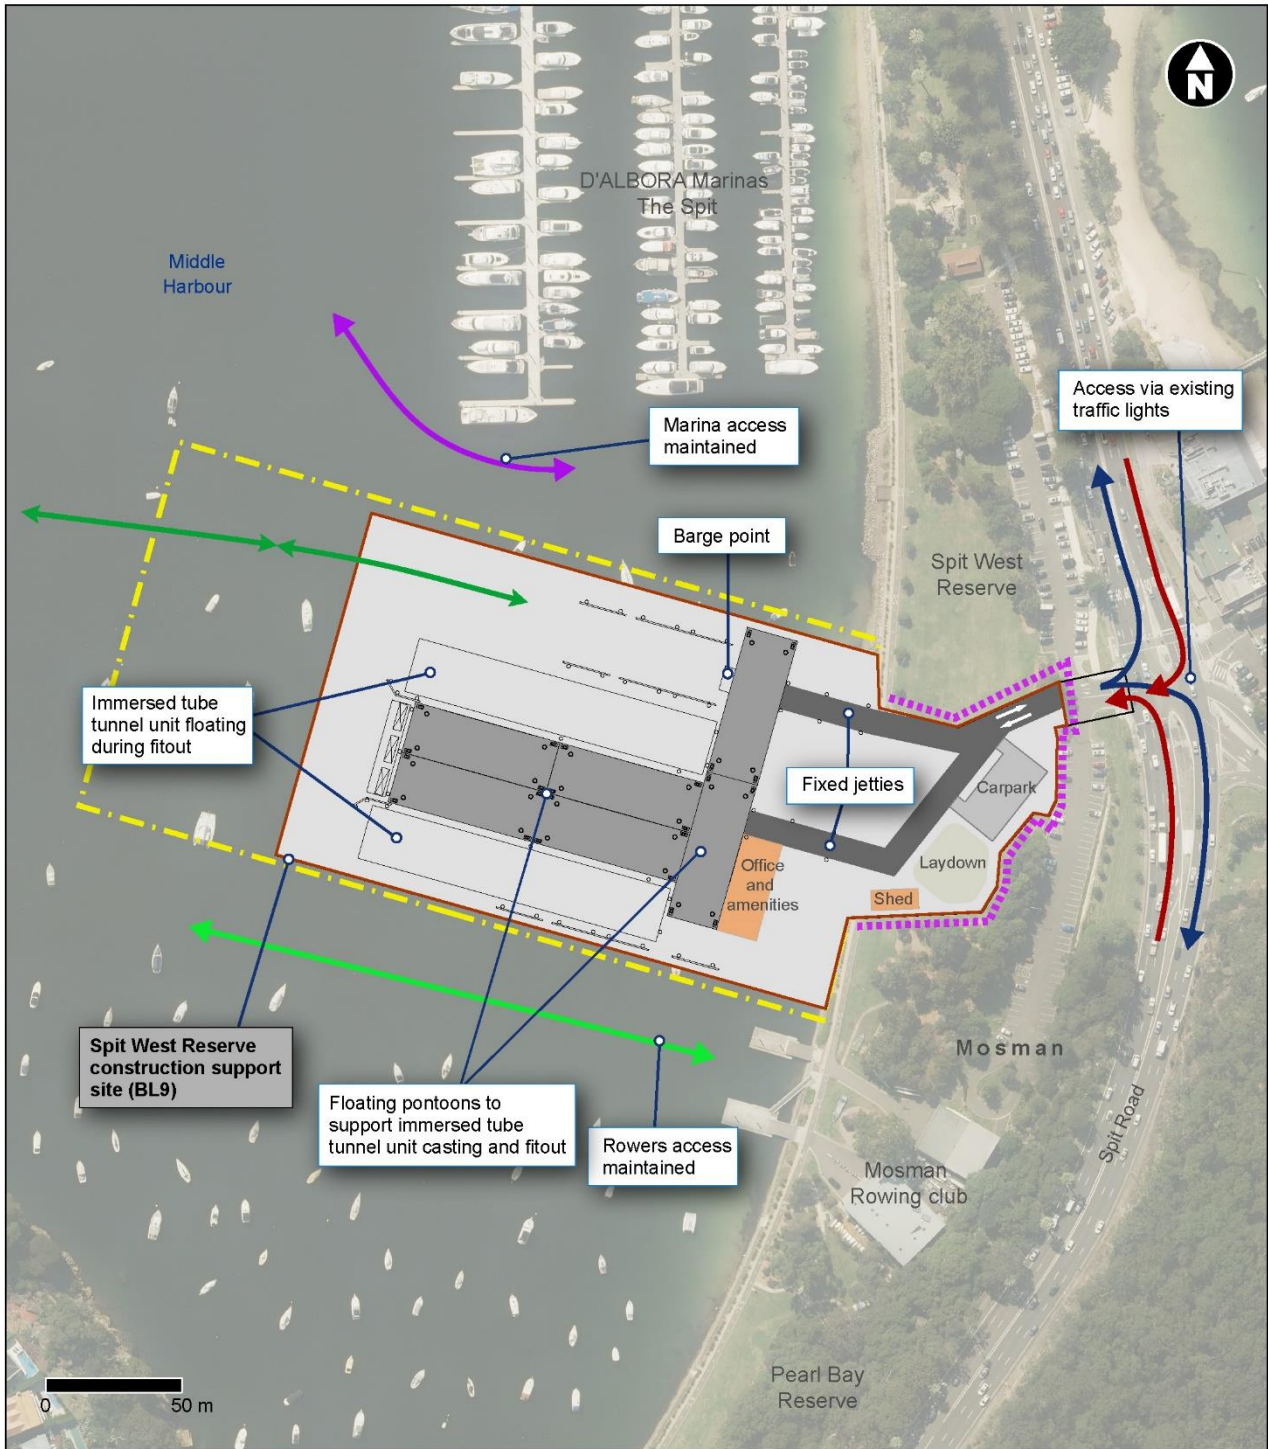 N
D'ALBORA Marinas
The Spit
Middle
Harbour
Access via existing
traffic lights
Marina access
maintained
Barge point
Spit West
Reserve
Immersed tube
tunnel unit floating
during fitout
Fixed jetties
Carpark
Laydown
Office
and
amenities
Shed
Spit West Reserve
construction support
site (BL9)
Floating pontoons to
support immersed tube
tunnel unit casting and fitout
Rowers access
maintained
Mosman
Spit Road
Mosman
Rowing club
Pearl Bay
Reserve
0 50 m